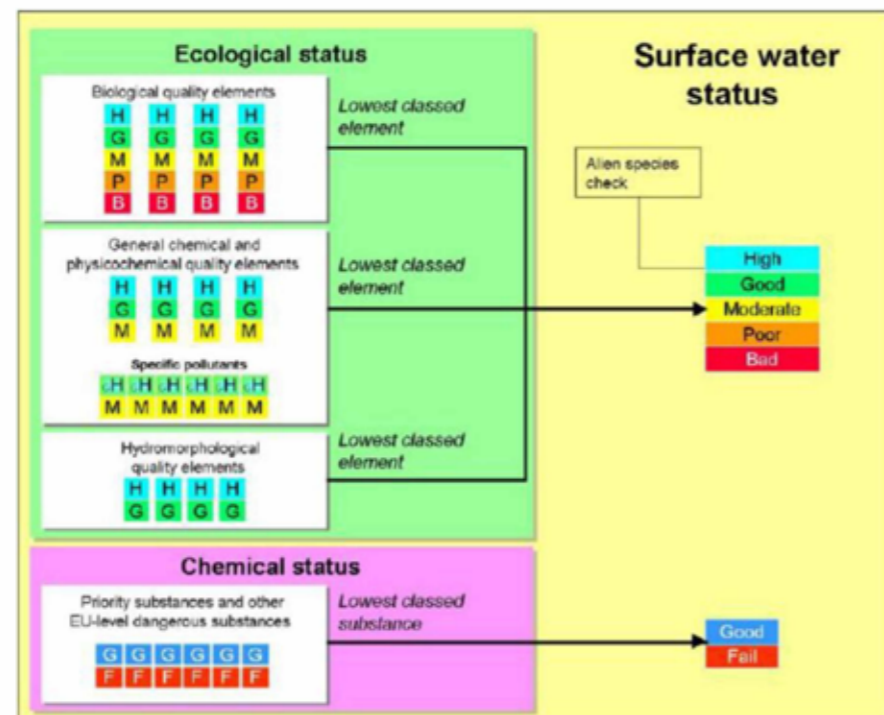 Ecological status
Biological quality elements
H H H H
G G G G
M M M M
P P P P
B B B B
Lowest classed
element
General chemical and
physicochemical quality elements
H H H H
G G G G
M M M M
Lowest classed
element
Specific pollutants
H H H H H H
M M M M M M
Hydromorphological
quality elements
H H H H
G G G G
Lowest classed
element
Surface water
status
Alien species
check
High
Good
Moderate
Poor
Bad
Chemical status
Priority substances and other
EU-level dangerous substances
G G G G G G
F F F F F F
Lowest classed
substance
Good
Fail